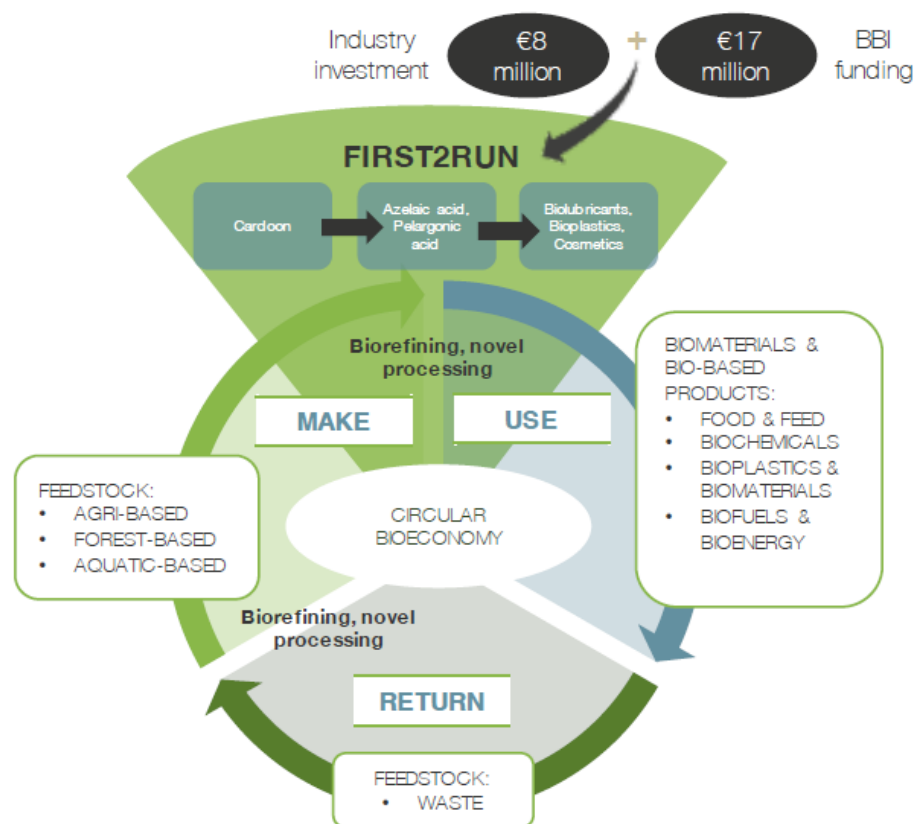 Industry
investment
€8
million
+
€17
million
BBI
funding
FIRST2RUN
Cardoon
Azelaic acid,
Pelargonic
acid
Biolubricants,
Bioplastics,
Cosmetics
Biorefining, novel
processing
MAKE
USE
BIOMATERIALS &
BIO-BASED
PRODUCTS:
• FOOD & FEED
• BIOCHEMICALS
• BIOPLASTICS &
BIOMATERIALS
• BIOFUELS &
BIOENERGY
FEEDSTOCK:
• AGRI-BASED
• FOREST-BASED
• AQUATIC-BASED
CIRCULAR
BIOECONOMY
Biorefining, novel
processing
RETURN
FEEDSTOCK:
• WASTE